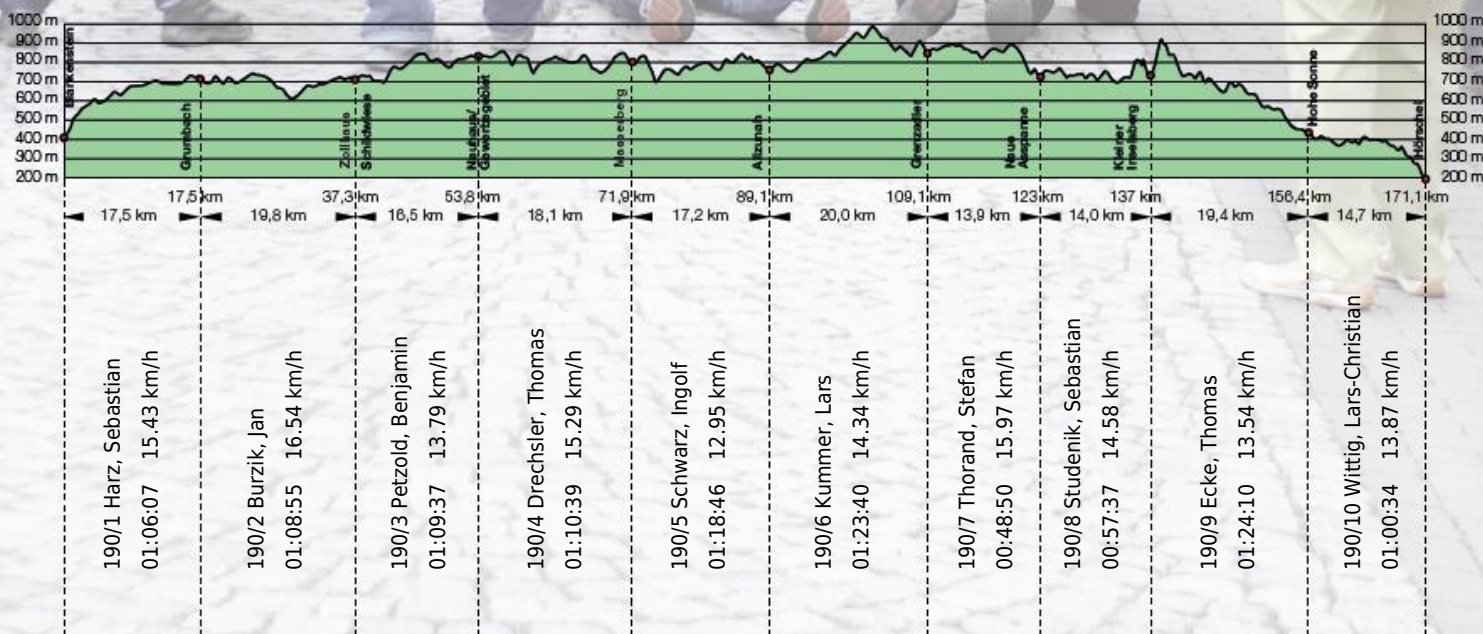 1000 m
900 m
800 m
700 m
600 m
500 m
400 m
300 m
200 m
1000 m
900 m
800 m
700 m
600 m
500 m
400 m
300 m
200 m
Blankenstein
Grumbach
Zollhaus
Schildwiese
Neuhaus/
Masserberg
Allzunah
Grenzadler
Neue
Ausspanne
Kleiner
Inselsberg
Hohe Sonne
Hörschel
17,5 km
37,3 km
53,8 km
71,9 km
89,1 km
109,1 km
123 km
137 km
156,4 km
171,1 km
17,5 km
19,8 km
16,5 km
18,1 km
17,2 km
20,0 km
13,9 km
14,0 km
19,4 km
14,7 km
190/1 Harz, Sebastian
01:06:07 15.43 km/h
190/2 Burzik, Jan
01:08:55 16.54 km/h
190/3 Petzold, Benjamin
01:09:37 13.79 km/h
190/4 Drechsler, Thomas
01:10:39 15.29 km/h
190/5 Schwarz, Ingolf
01:18:46 12.95 km/h
190/6 Kummer, Lars
01:23:40 14.34 km/h
190/7 Thorand, Stefan
00:48:50 15.97 km/h
190/8 Studenik, Sebastian
00:57:37 14.58 km/h
190/9 Ecke, Thomas
01:24:10 13.54 km/h
190/10 Wittig, Lars-Christian
01:00:34 13.87 km/h